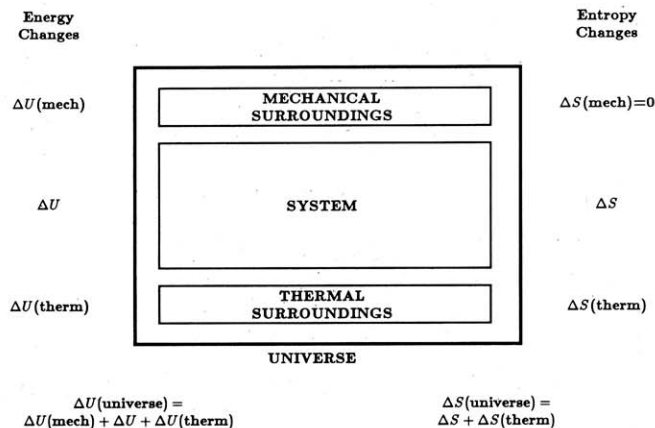 Energy
Changes
Entropy
Changes
ΔU(mech)
MECHANICAL
SURROUNDINGS
ΔS(mech)=0
ΔU
SYSTEM
ΔS
ΔU(therm)
THERMAL
SURROUNDINGS
ΔS(therm)
UNIVERSE
ΔU(universe) =
ΔU(mech) + ΔU + ΔU(therm)
ΔS(universe) =
ΔS + ΔS(therm)